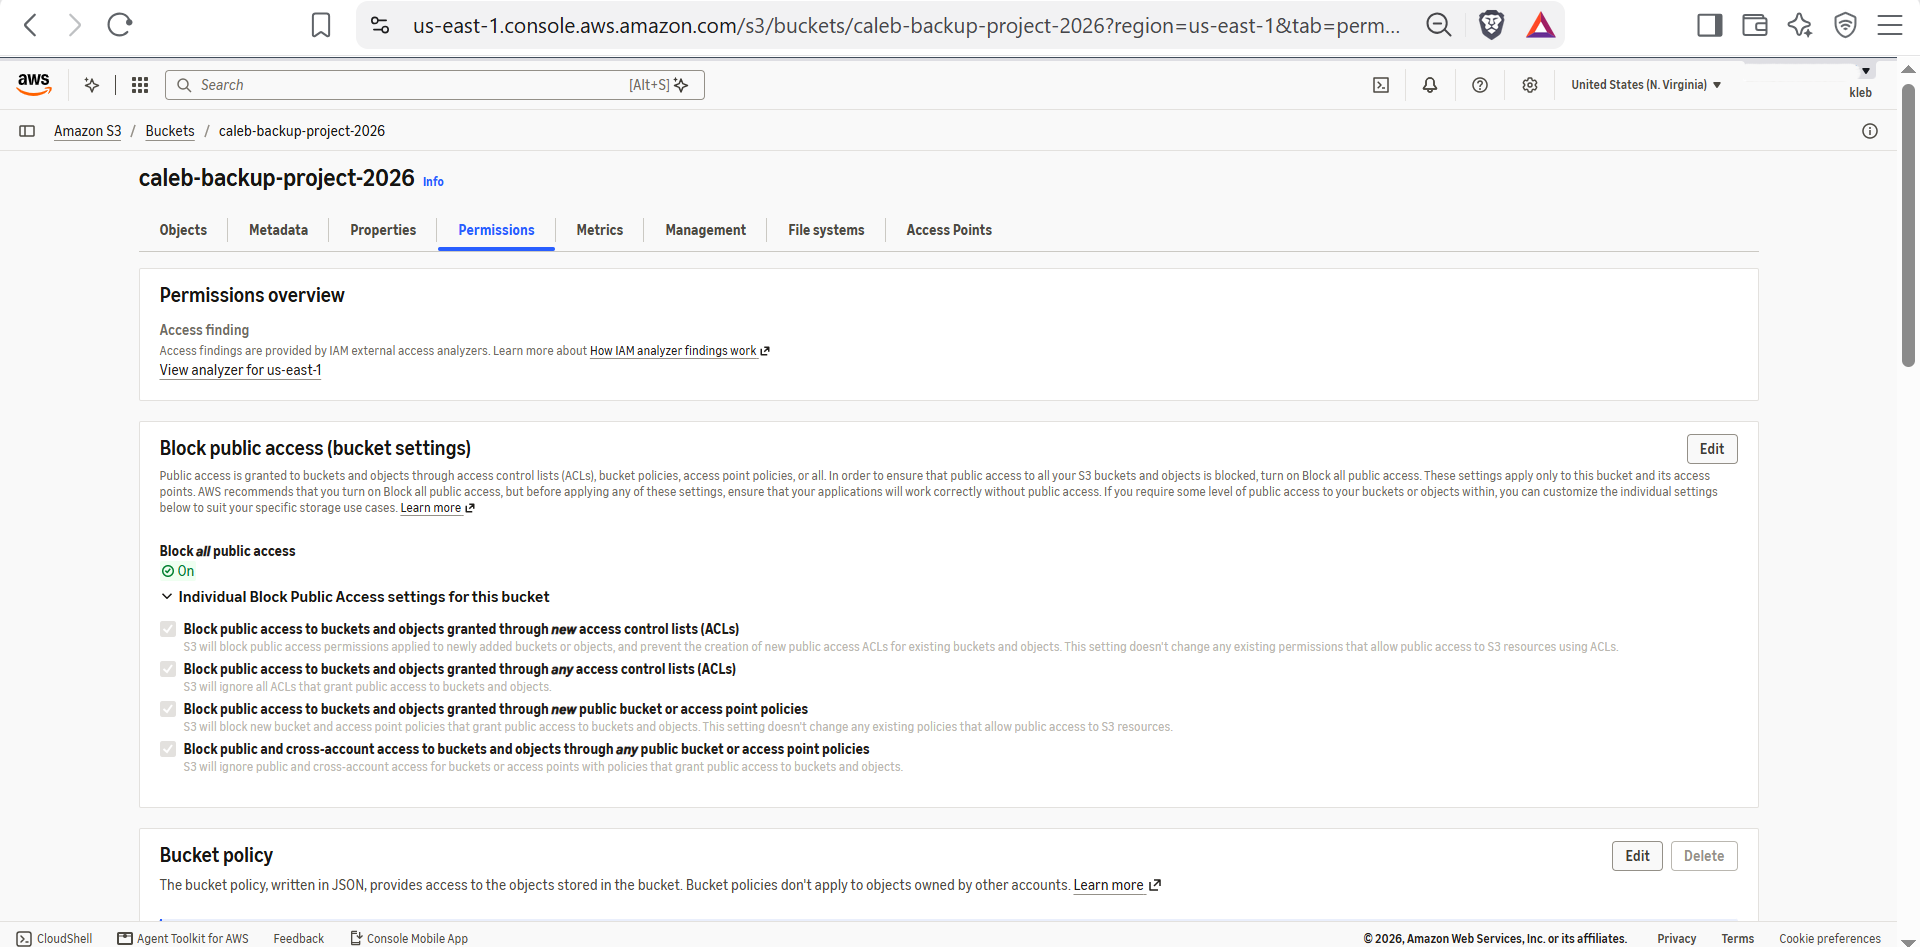 us-east-1.console.aws.amazon.com/s3/buckets/caleb-backup-project-2026?region=us-east-1&tab=perm...
aws
Search [Alt+S]
United States (N. Virginia)
kleb
Amazon S3 / Buckets / caleb-backup-project-2026
caleb-backup-project-2026 Info
Objects Metadata Properties Permissions Metrics Management File systems Access Points
Permissions overview
Access finding
Access findings are provided by IAM external access analyzers. Learn more about How IAM analyzer findings work
View analyzer for us-east-1
Block public access (bucket settings) Edit
Public access is granted to buckets and objects through access control lists (ACLs), bucket policies, access point policies, or all. In order to ensure that public access to all your S3 buckets and objects is blocked, turn on Block all public access. These settings apply only to this bucket and its access
points. AWS recommends that you turn on Block all public access, but before applying any of these settings, ensure that your applications will work correctly without public access. If you require some level of public access to your buckets or objects within, you can customize the individual settings
below to suit your specific storage use cases. Learn more
Block all public access
On
Individual Block Public Access settings for this bucket
Block public access to buckets and objects granted through new access control lists (ACLs)
S3 will block public access permissions applied to newly added buckets or objects, and prevent the creation of new public access ACLs for existing buckets and objects. This setting doesn't change any existing permissions that allow public access to S3 resources using ACLs.
Block public access to buckets and objects granted through any access control lists (ACLs)
S3 will ignore all ACLs that grant public access to buckets and objects.
Block public access to buckets and objects granted through new public bucket or access point policies
S3 will block new bucket and access point policies that grant public access to buckets and objects. This setting doesn't change any existing policies that allow public access to S3 resources.
Block public and cross-account access to buckets and objects through any public bucket or access point policies
S3 will ignore public and cross-account access for buckets or access points with policies that grant public access to buckets and objects.
Bucket policy Edit Delete
The bucket policy, written in JSON, provides access to the objects stored in the bucket. Bucket policies don't apply to objects owned by other accounts. Learn more
CloudShell Agent Toolkit for AWS Feedback Console Mobile App © 2026, Amazon Web Services, Inc. or its affiliates. Privacy Terms Cookie preferences